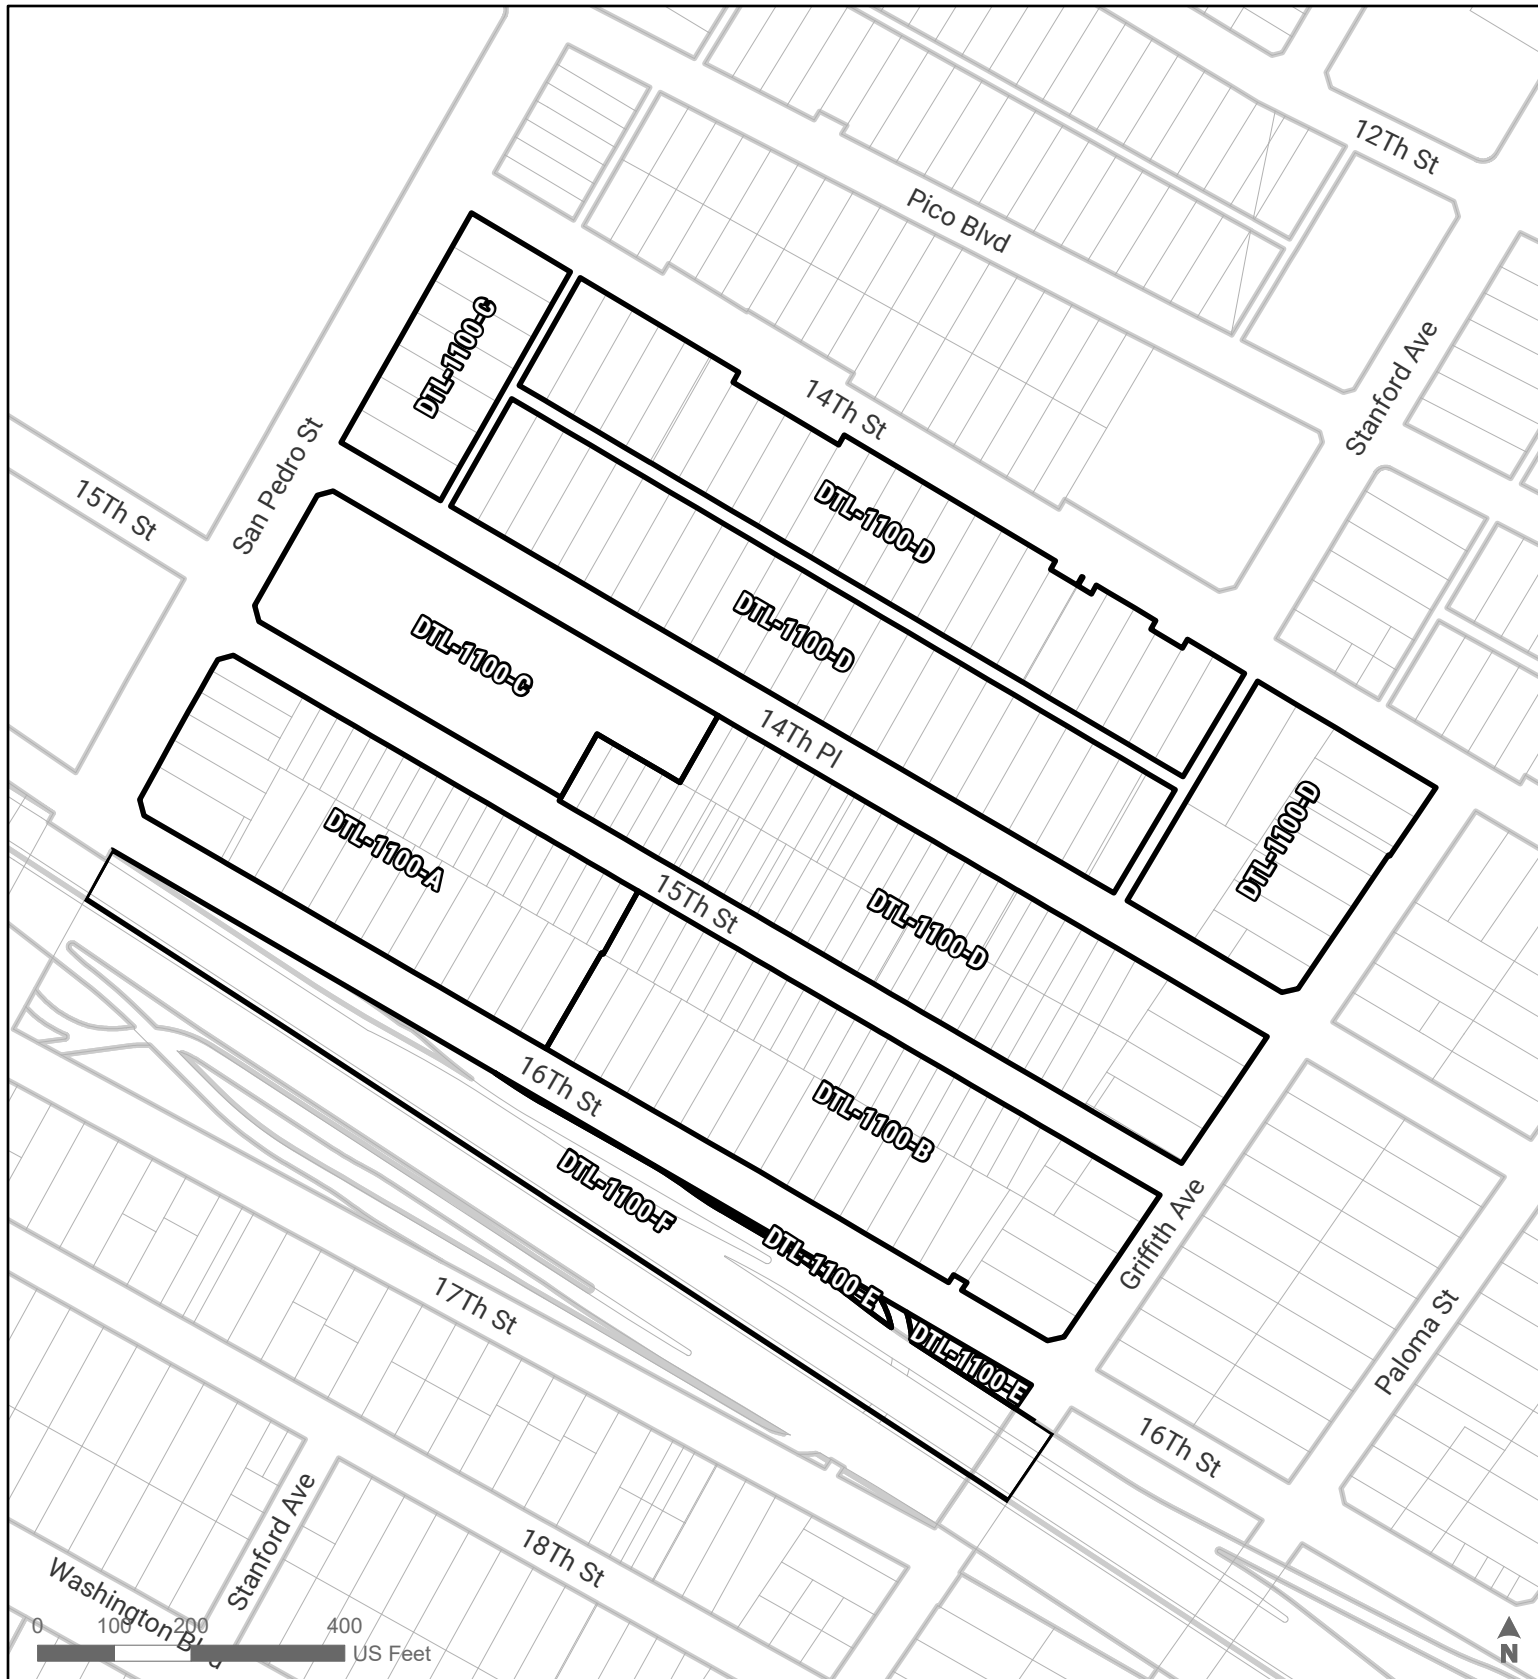 12Th St
Pico Blvd
DTL-1100-C
Stanford Ave
14Th St
San Pedro St
15Th St
DTL-1100-D
DTL-1100-D
DTL-1100-C
14Th Pl
DTL-1100-D
DTL-1100-A
15Th St
DTL-1100-D
16Th St
DTL-1100-B
DTL-1100-F
DTL-1100-E
Griffith Ave
DTL-1100-E
17Th St
Paloma St
16Th St
Stanford Ave
18Th St
Washington Blvd
0 100 200 400
US Feet
N